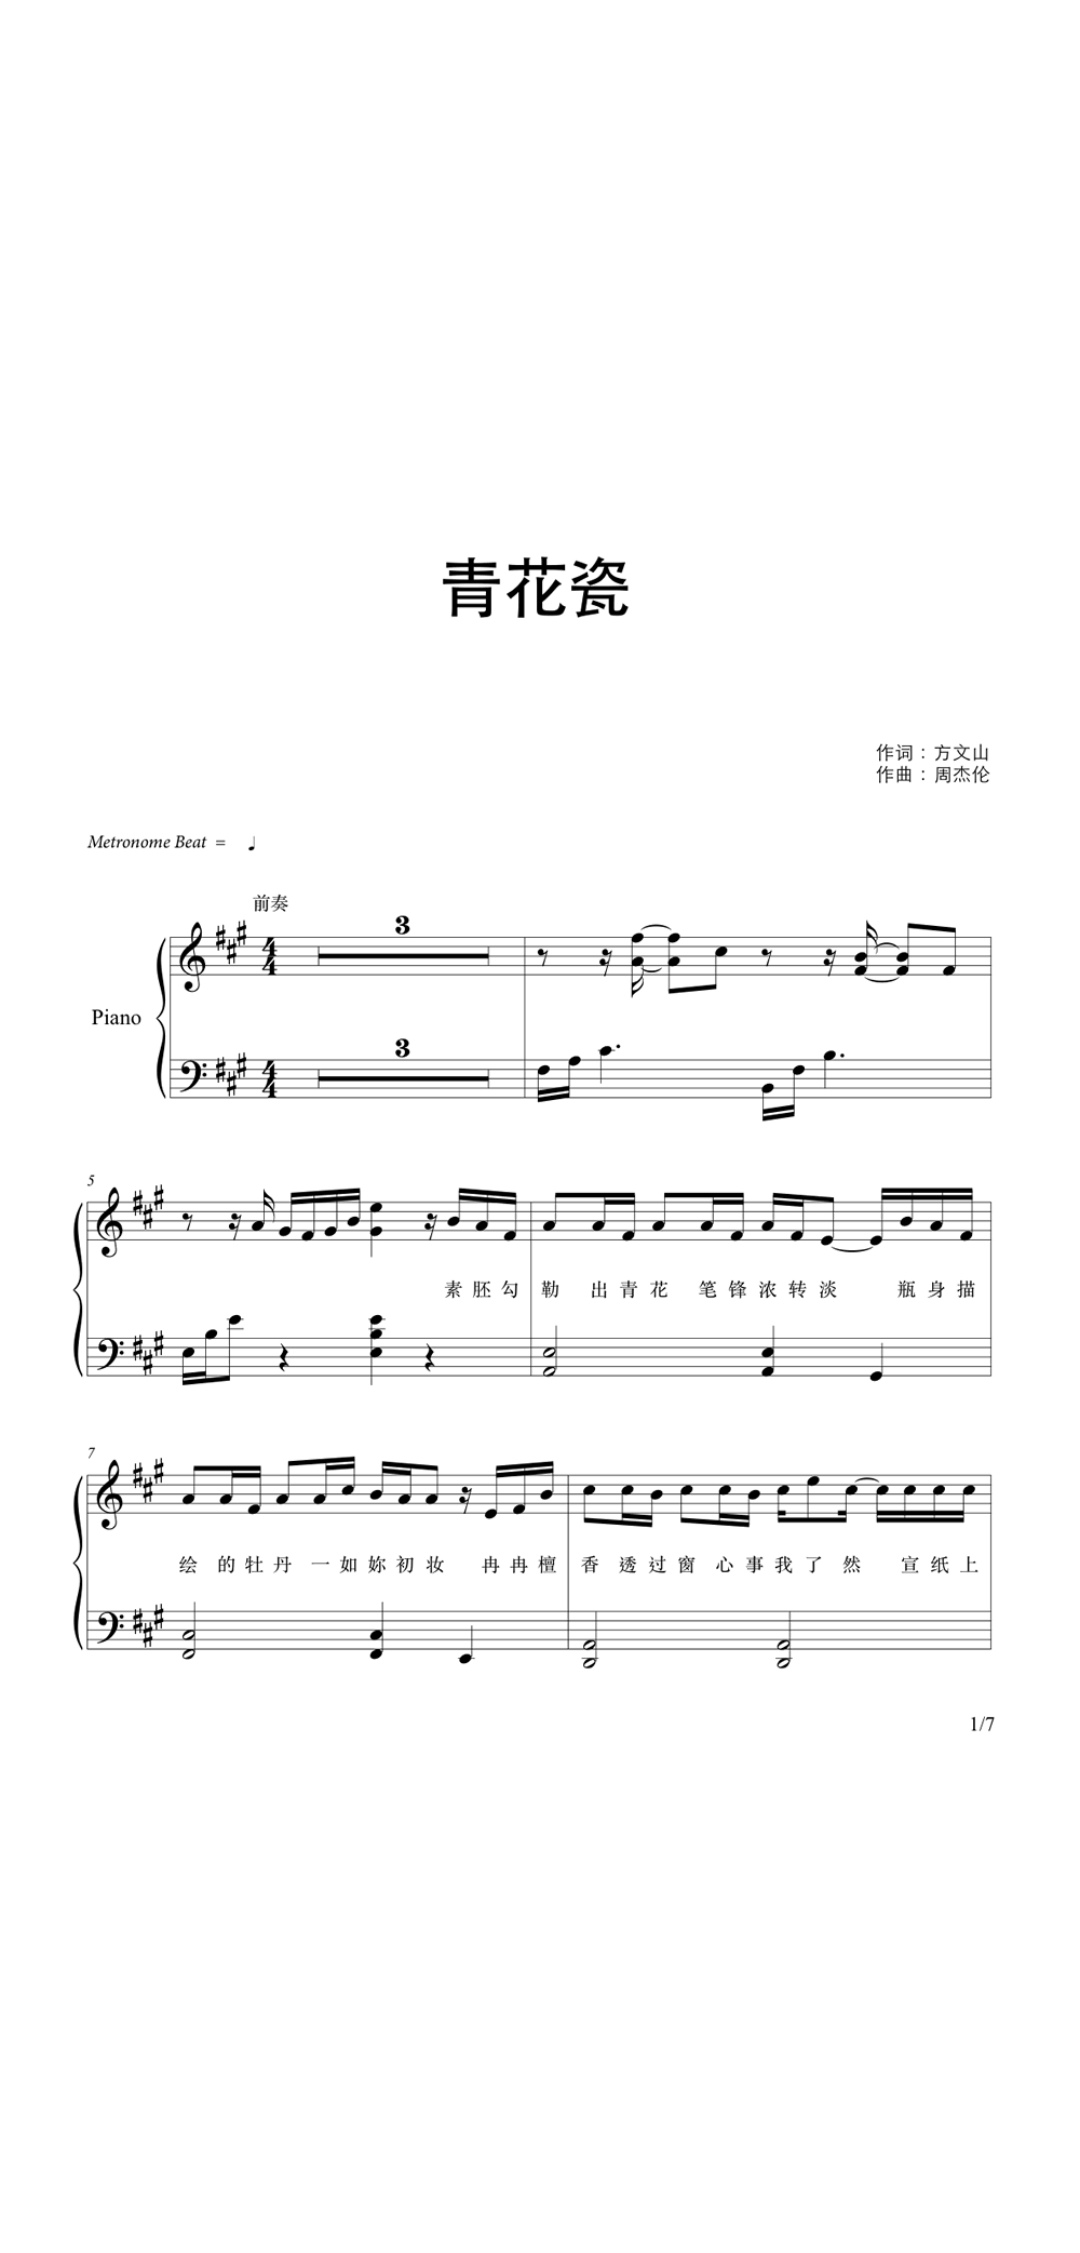 青花瓷
作词：方文山
作曲：周杰伦
Metronome Beat = ♩
前奏
3
Piano
3
5
素胚勾勒出青花笔锋浓转淡 瓶身描
7
绘的牡丹一如妳初妆 冉冉檀香透过窗心事我了然 宣纸上
1/7